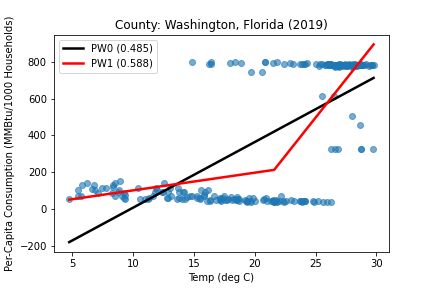 County: Washington, Florida (2019)
PW0 (0.485)
PW1 (0.588)
Per-Capita Consumption (MMBtu/1000 Households)
800
600
400
200
0
−200
5 10 15 20 25 30
Temp (deg C)